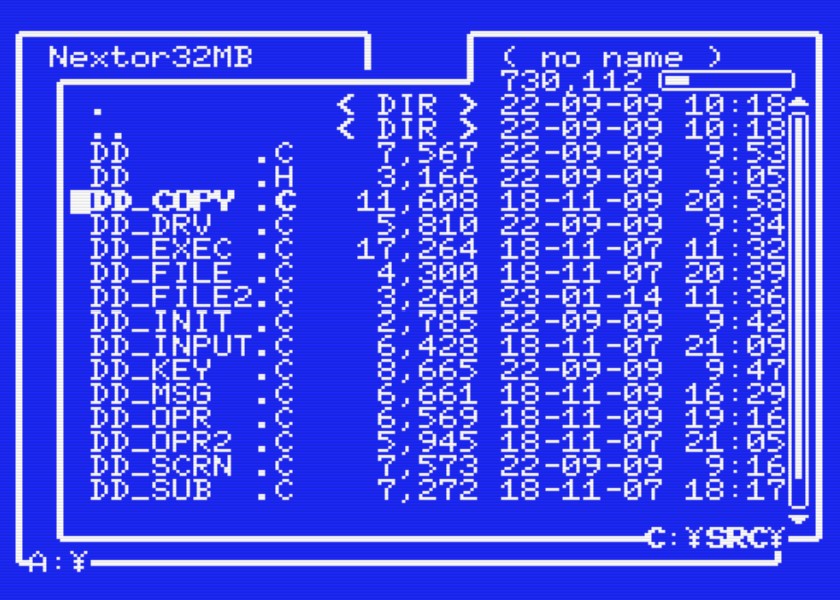 Nextor32MB
( no name )
730,112
. < DIR > 22-09-09 10:18
.. < DIR > 22-09-09 10:18
DD .C 7,567 22-09-09 9:53
DD .H 3,166 22-09-09 9:05
DD_COPY .C 11,608 18-11-09 20:58
DD_DRV .C 5,810 22-09-09 9:34
DD_EXEC .C 17,264 18-11-07 11:32
DD_FILE .C 4,300 18-11-07 20:39
DD_FILE2.C 3,260 23-01-14 11:36
DD_INIT .C 2,785 22-09-09 9:42
DD_INPUT.C 6,428 18-11-07 21:09
DD_KEY .C 8,665 22-09-09 9:47
DD_MSG .C 6,661 18-11-09 16:29
DD_OPR .C 6,569 18-11-09 19:16
DD_OPR2 .C 5,945 18-11-07 21:05
DD_SCRN .C 7,573 22-09-09 9:16
DD_SUB .C 7,272 18-11-07 18:17
C:¥SRC¥
A:¥